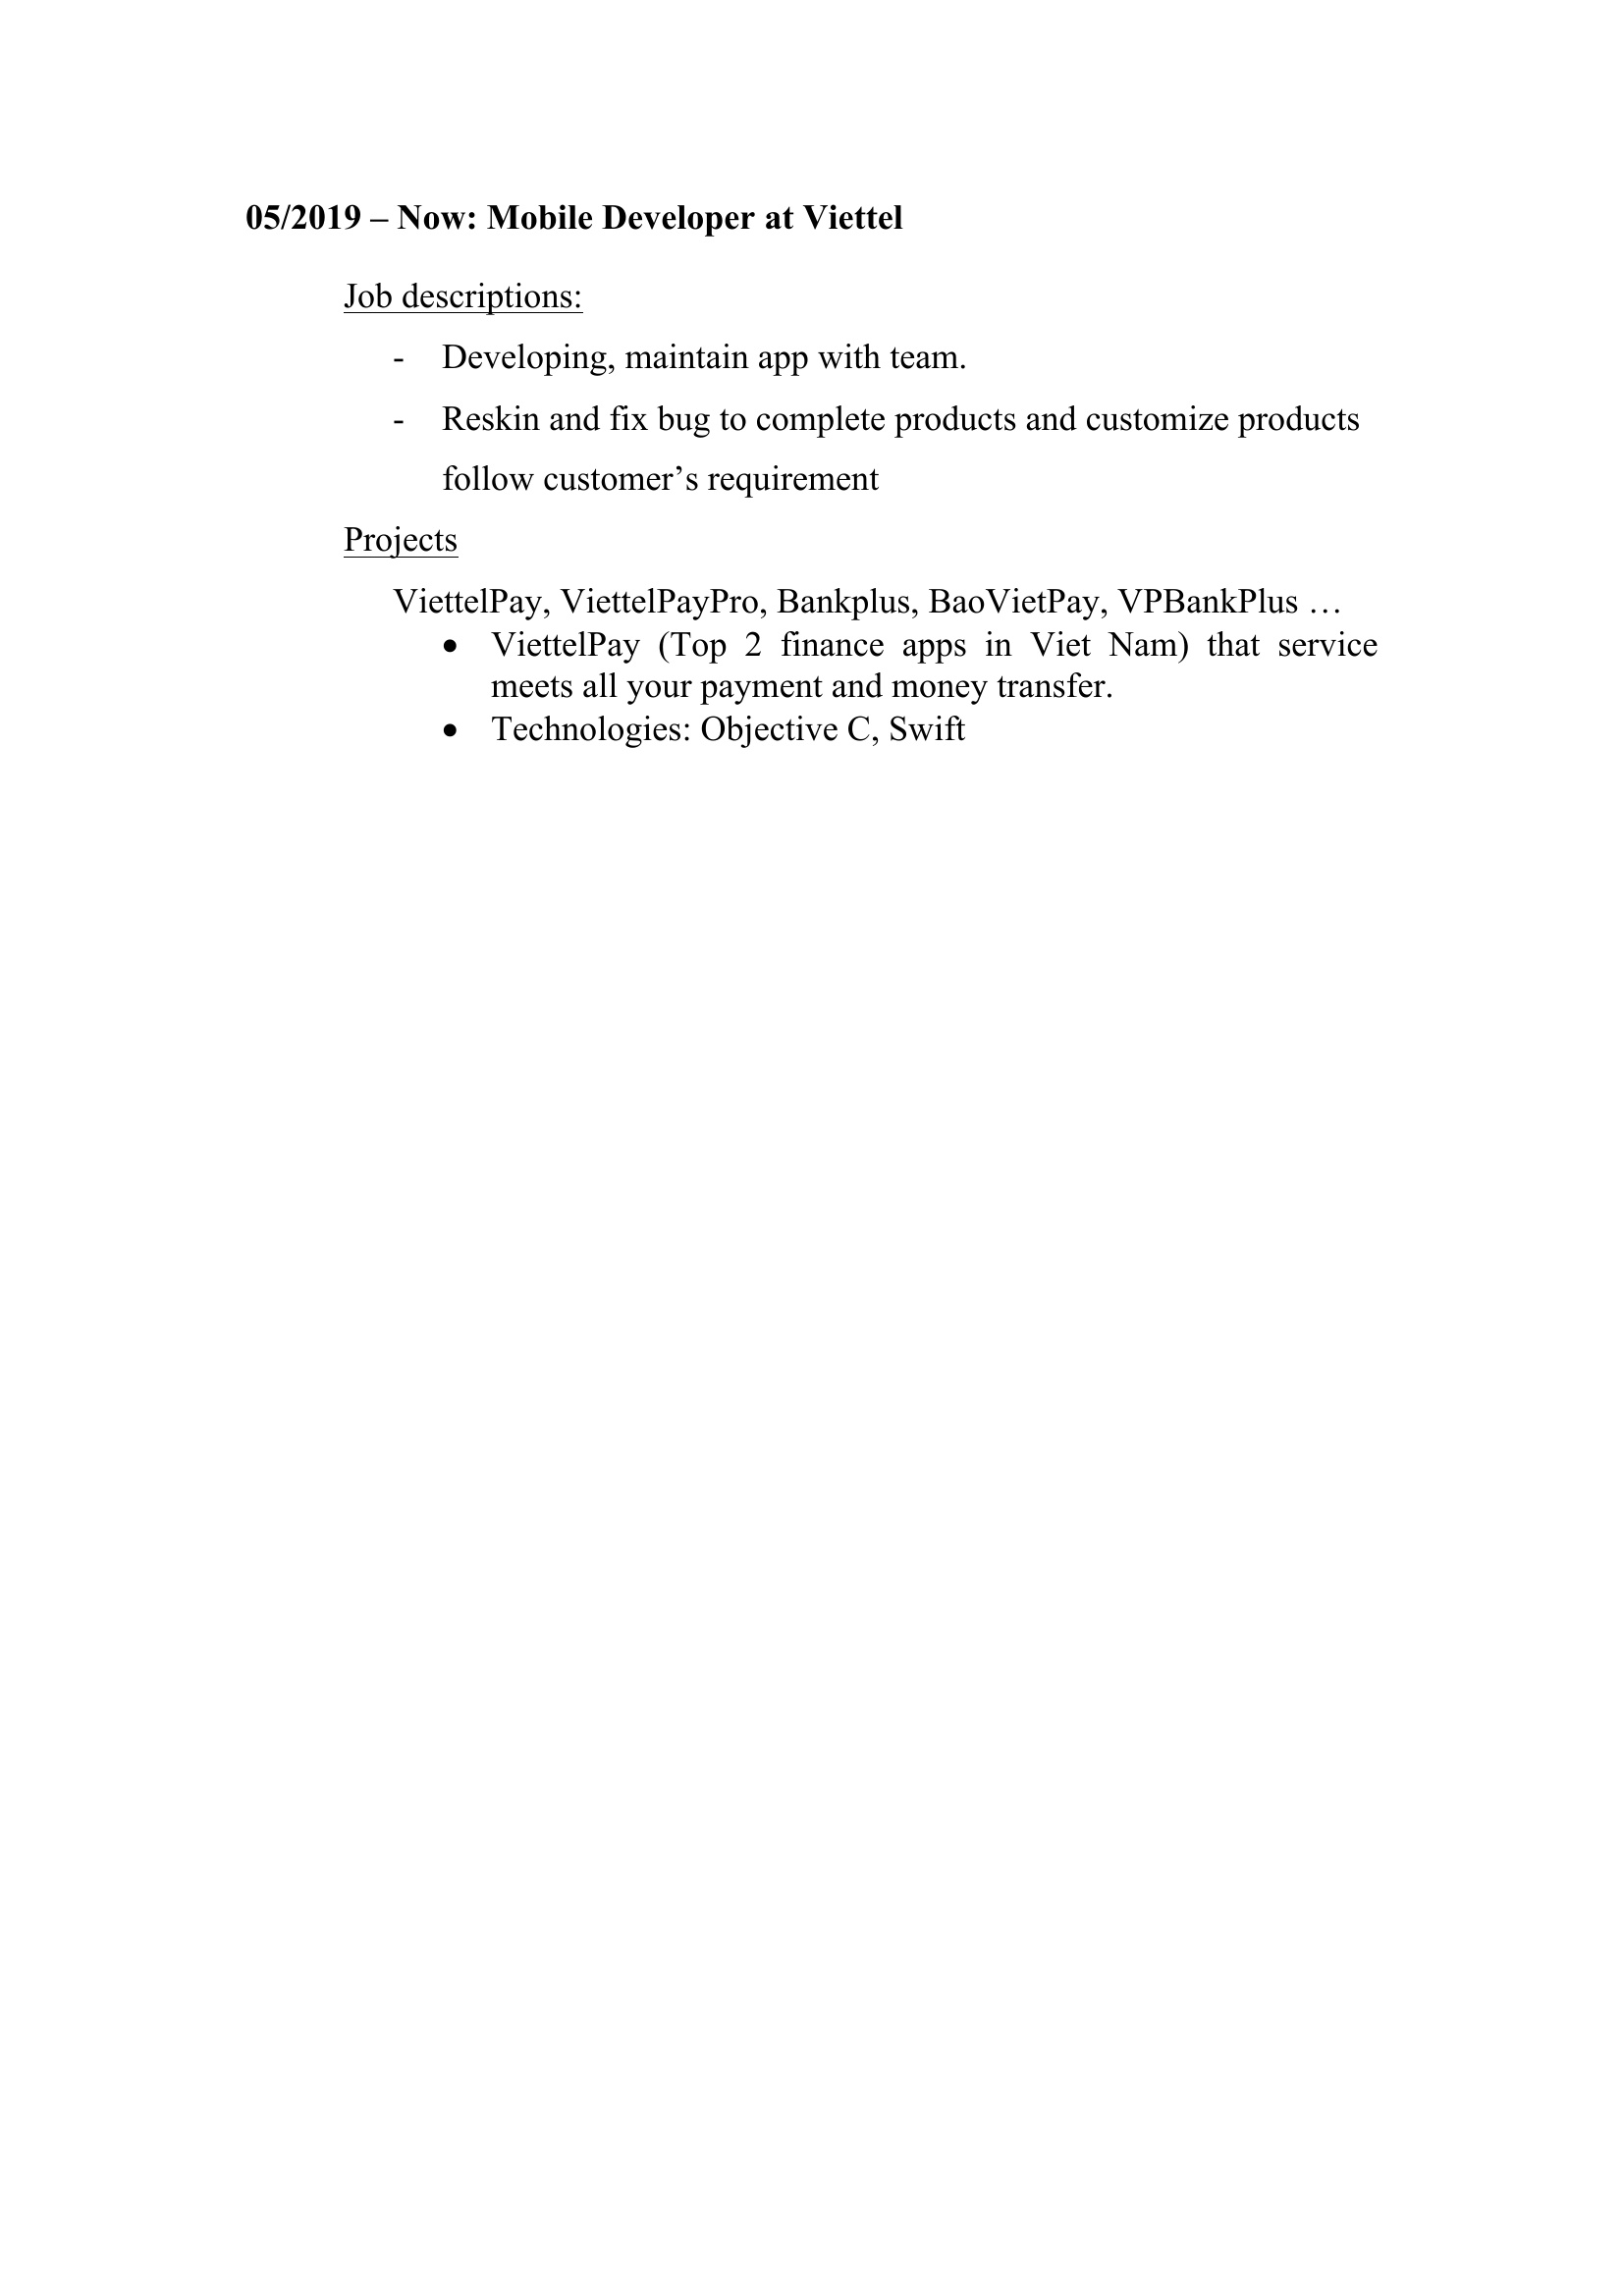 05/2019 – Now: Mobile Developer at Viettel
Job descriptions:
- Developing, maintain app with team.
- Reskin and fix bug to complete products and customize products
follow customer’s requirement
Projects
ViettelPay, ViettelPayPro, Bankplus, BaoVietPay, VPBankPlus …
• ViettelPay (Top 2 finance apps in Viet Nam) that service
meets all your payment and money transfer.
• Technologies: Objective C, Swift